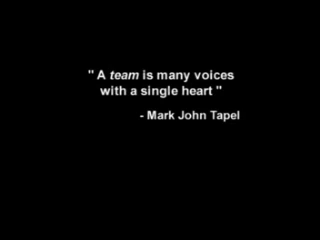 " A team is many voices
with a single heart "
- Mark John Tapel